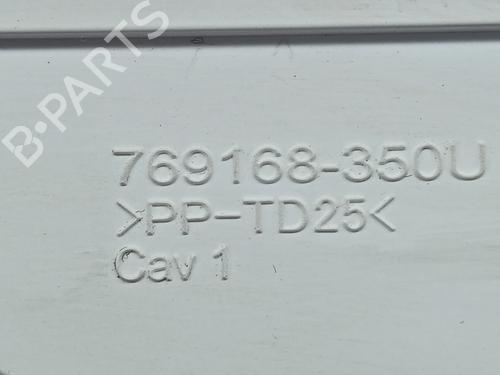 B-PARTS
769168-350U
>PP-TD25<
Cav 1